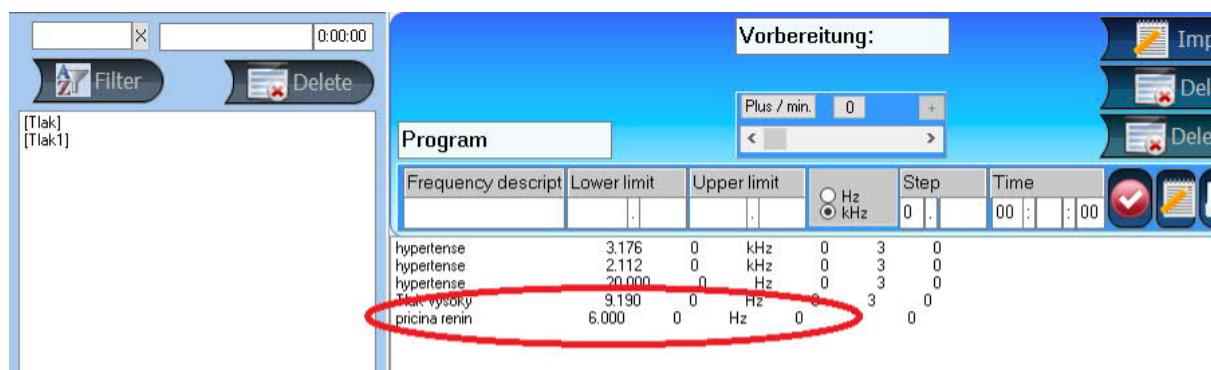 X 0:00:00
Filter Delete
[Tlak]
[Tlak1]
Vorbereitung:
Imp
Del
Dele
Plus / min. 0 +
< >
Program
Frequency descript Lower limit Upper limit Hz kHz Step Time
. . 0 . 00 : : 00
hypertense 3.176 0 kHz 0 3 0
hypertense 2.112 0 kHz 0 3 0
hypertense 20.000 0 Hz 0 3 0
Tlak vysoky 9.190 0 Hz 0 3 0
pricina renin 6.000 0 Hz 0 0